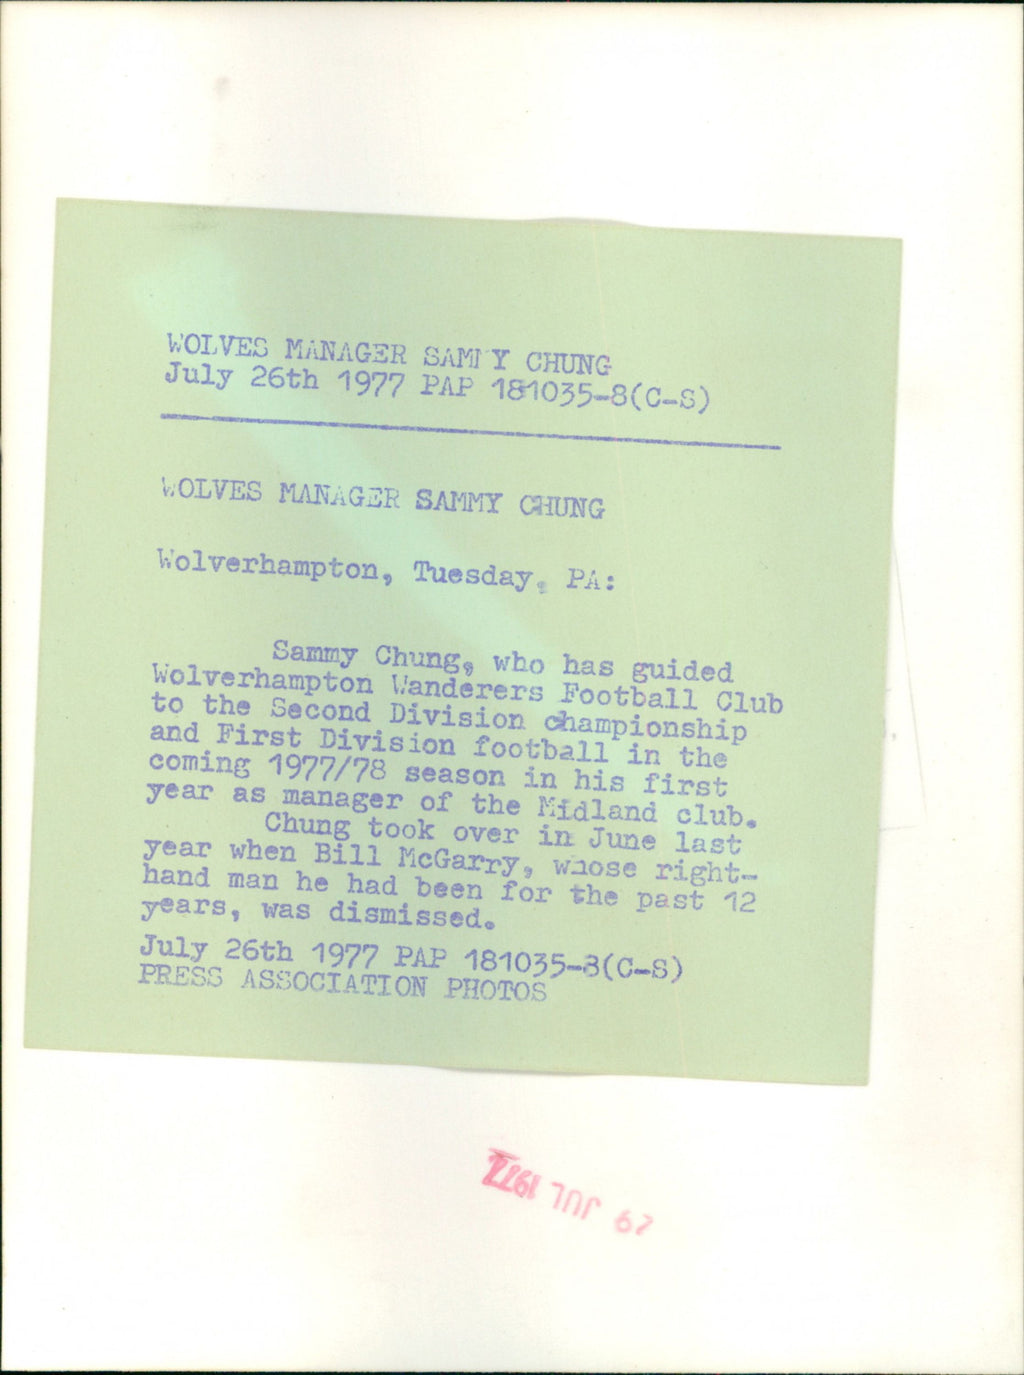 WOLVES MANAGER SAMMY CHUNG
July 26th 1977 PAP 181035-8(C-S)
WOLVES MANAGER SAMMY CHUNG
Wolverhampton, Tuesday, PA:
Sammy Chung, who has guided
Wolverhampton Wanderers Football Club
to the Second Division championship
and First Division football in the
coming 1977/78 season in his first
year as manager of the Midland club.
Chung took over in June last
year when Bill McGarry, whose right-
hand man he had been for the past 12
years, was dismissed.
July 26th 1977 PAP 181035-8(C-S)
PRESS ASSOCIATION PHOTOS
29 JUL 1977